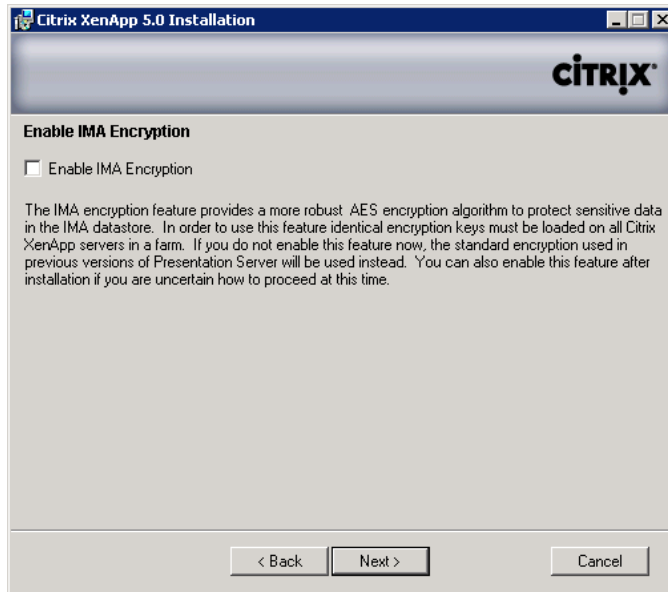 Citrix XenApp 5.0 Installation
CİTRIX
Enable IMA Encryption
Enable IMA Encryption
The IMA encryption feature provides a more robust AES encryption algorithm to protect sensitive data
in the IMA datastore. In order to use this feature identical encryption keys must be loaded on all Citrix
XenApp servers in a farm. If you do not enable this feature now, the standard encryption used in
previous versions of Presentation Server will be used instead. You can also enable this feature after
installation if you are uncertain how to proceed at this time.
< Back Next > Cancel